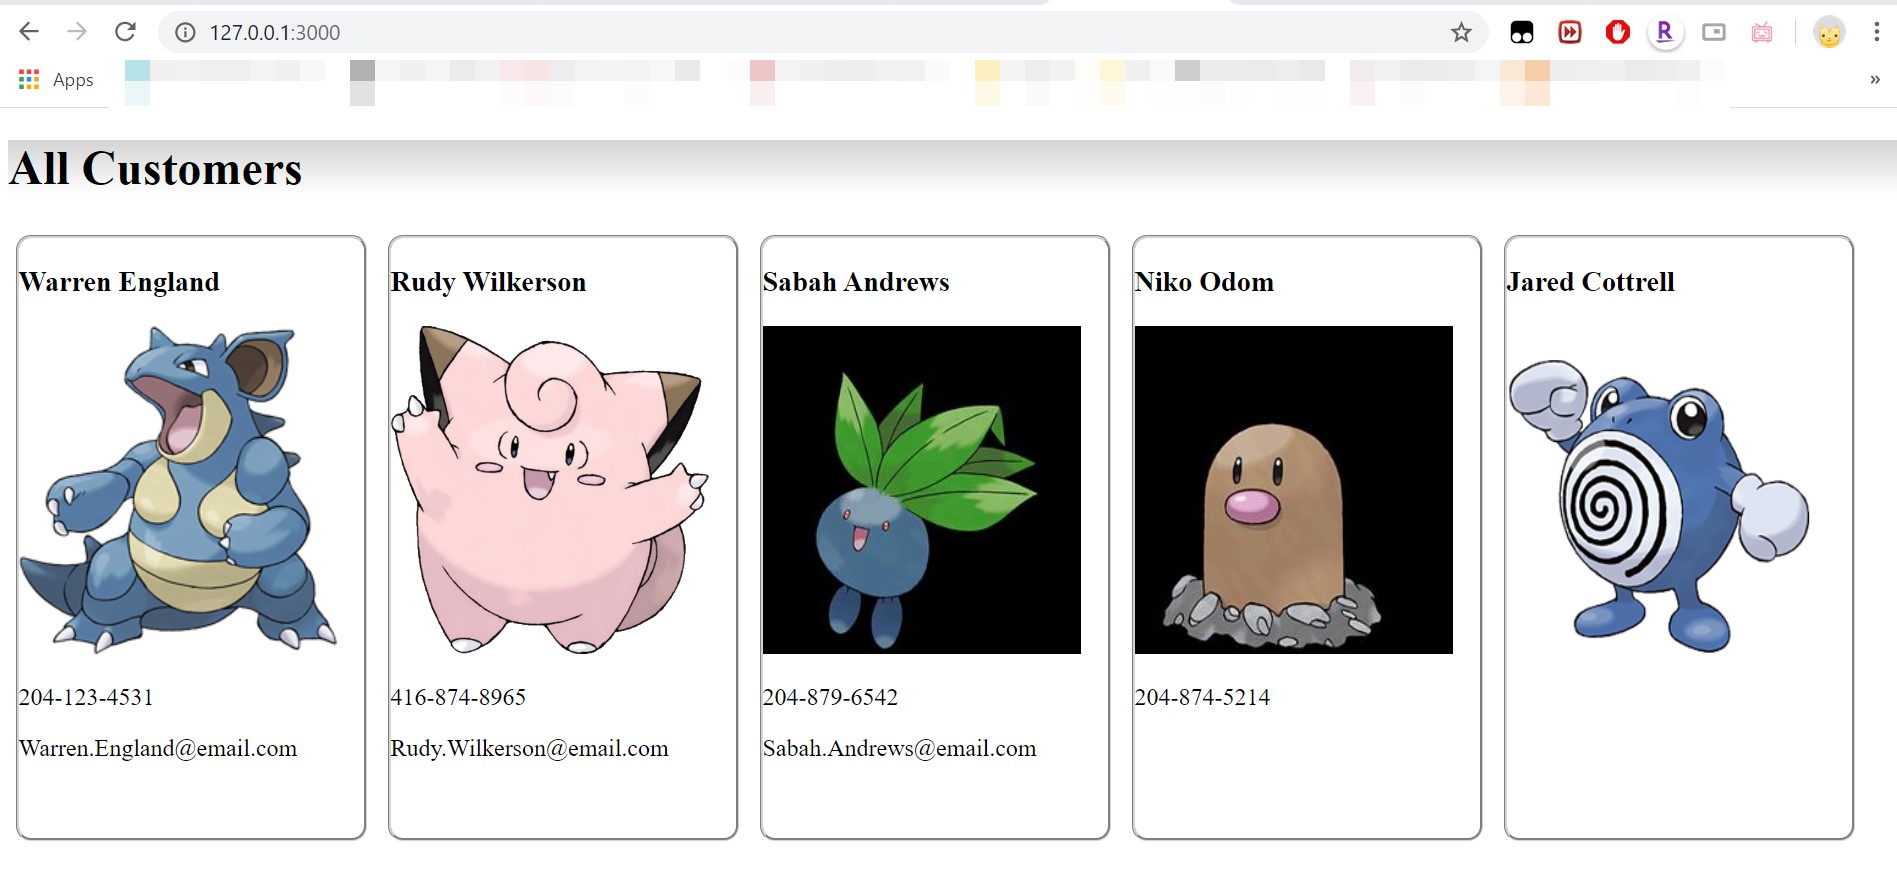 127.0.0.1:3000
R
Apps
»
All Customers
Warren England
204-123-4531
Warren.England@email.com
Rudy Wilkerson
416-874-8965
Rudy.Wilkerson@email.com
Sabah Andrews
204-879-6542
Sabah.Andrews@email.com
Niko Odom
204-874-5214
Jared Cottrell